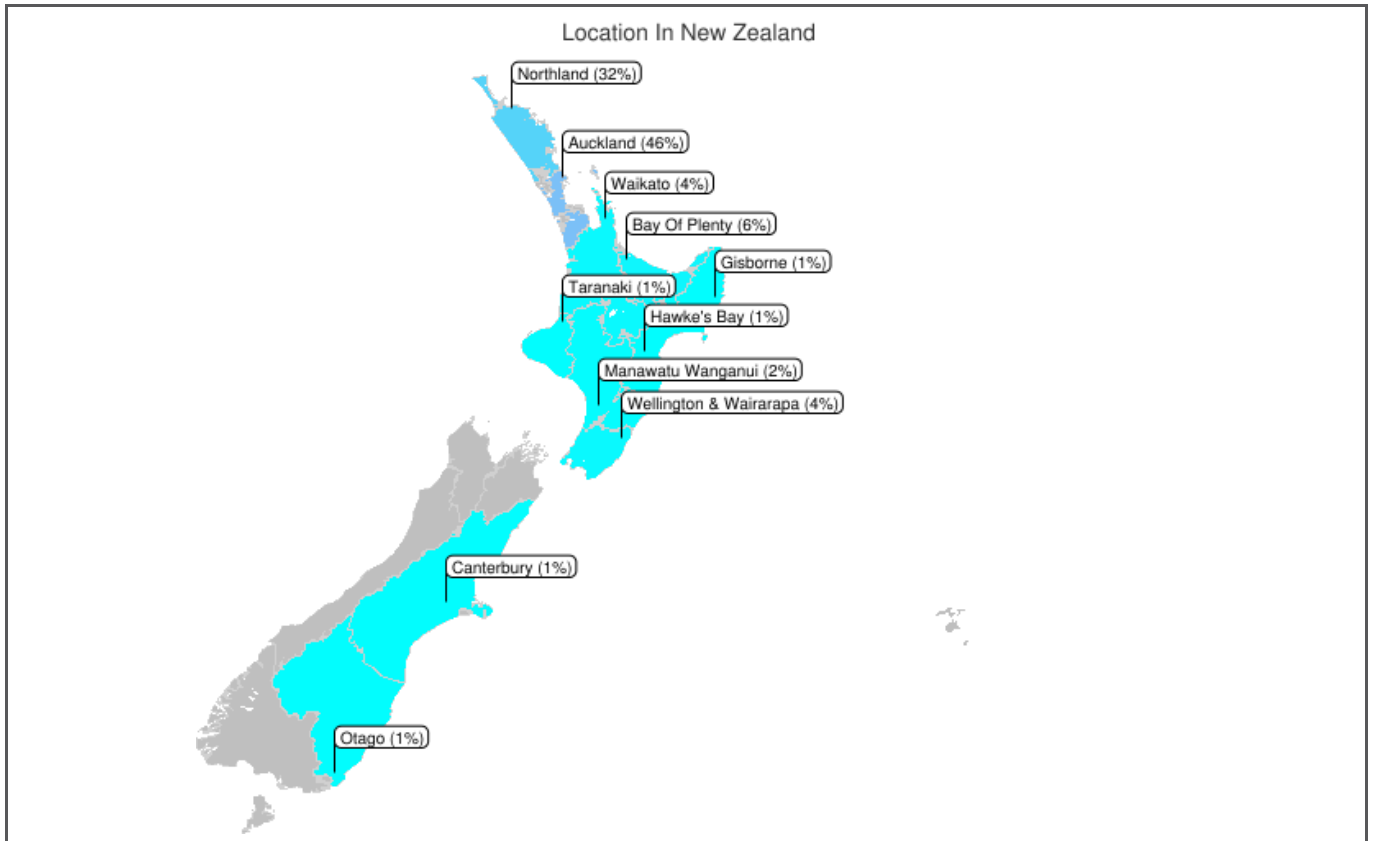 Location In New Zealand
Northland (32%)
Auckland (46%)
Waikato (4%)
Bay Of Plenty (6%)
Gisborne (1%)
Taranaki (1%)
Hawke's Bay (1%)
Manawatu Wanganui (2%)
Wellington & Wairarapa (4%)
Canterbury (1%)
Otago (1%)